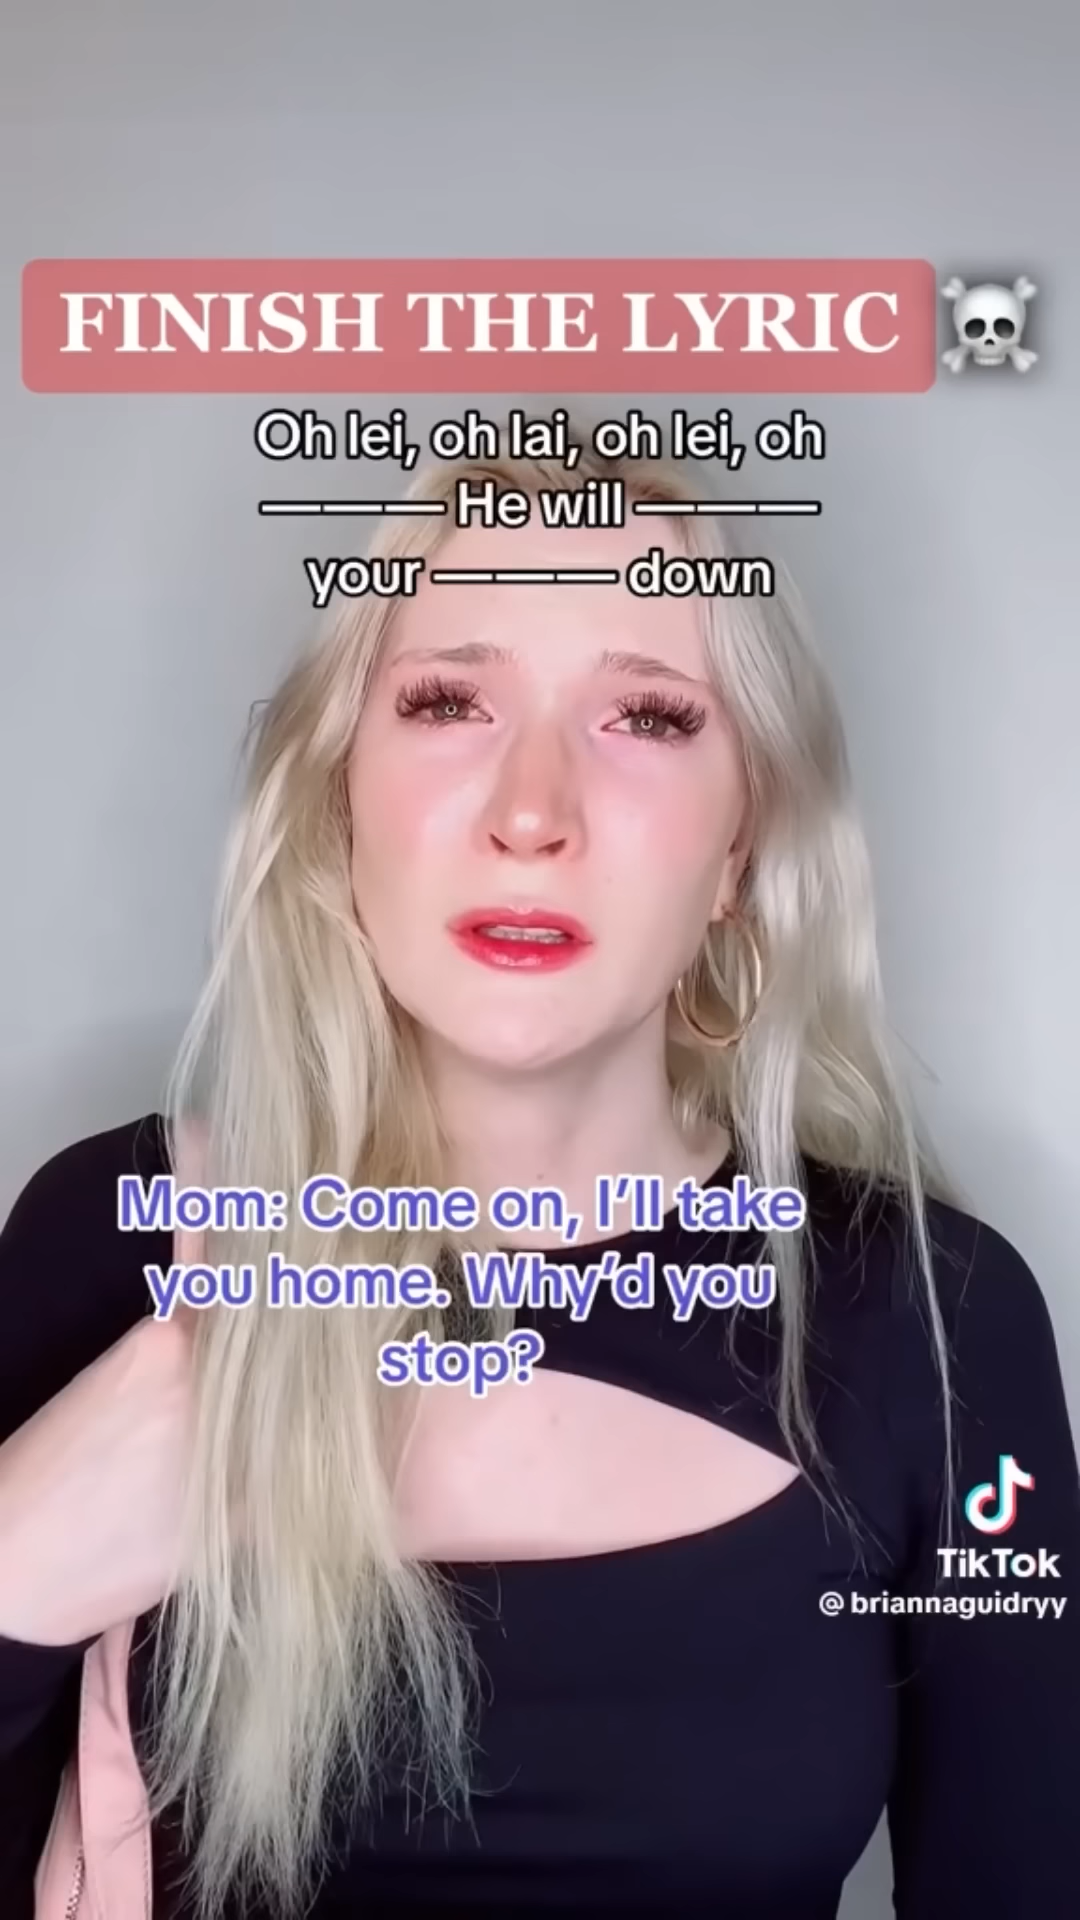 FINISH THE LYRIC
Oh lei, oh lai, oh lei, oh
——— He will ———
your ——— down
Mom: Come on, I'll take
you home. Why'd you
stop?
TikTok
@briannaguidryy